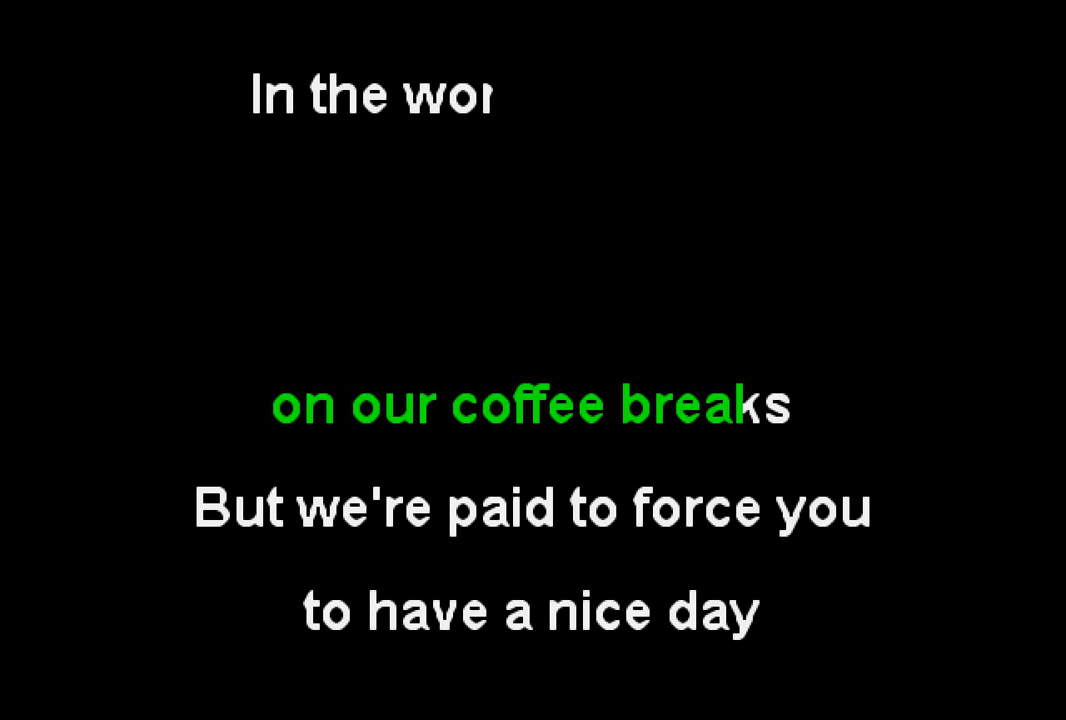 In the wor
on our coffee breaks
But we're paid to force you
to have a nice day